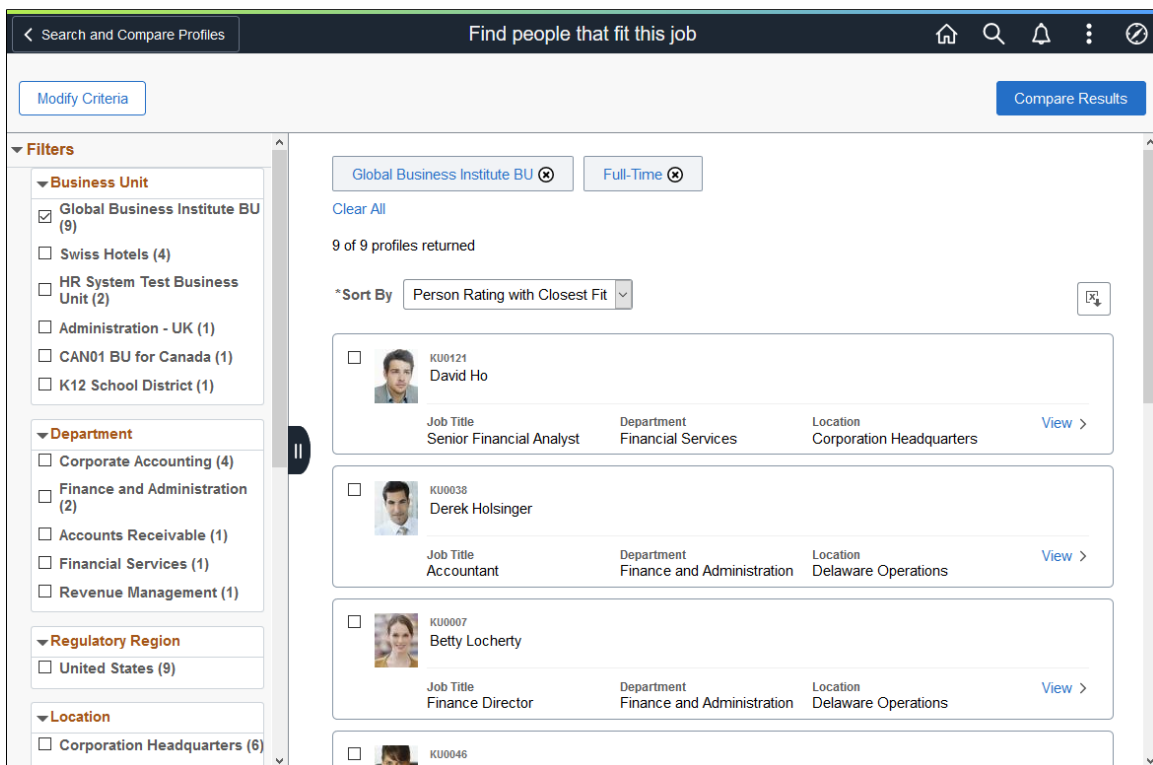 Search and Compare Profiles
Find people that fit this job
Modify Criteria
Compare Results
Filters
Business Unit
Global Business Institute BU
(9)
Swiss Hotels (4)
HR System Test Business
Unit (2)
Administration - UK (1)
CAN01 BU for Canada (1)
K12 School District (1)
Department
Corporate Accounting (4)
Finance and Administration
(2)
Accounts Receivable (1)
Financial Services (1)
Revenue Management (1)
Regulatory Region
United States (9)
Location
Corporation Headquarters (6)
Global Business Institute BU Full-Time
Clear All
9 of 9 profiles returned
*Sort By Person Rating with Closest Fit
KU0121
David Ho
Job Title Department Location
Senior Financial Analyst Financial Services Corporation Headquarters View
KU0038
Derek Holsinger
Job Title Department Location
Accountant Finance and Administration Delaware Operations View
KU0007
Betty Locherty
Job Title Department Location
Finance Director Finance and Administration Delaware Operations View
KU0046